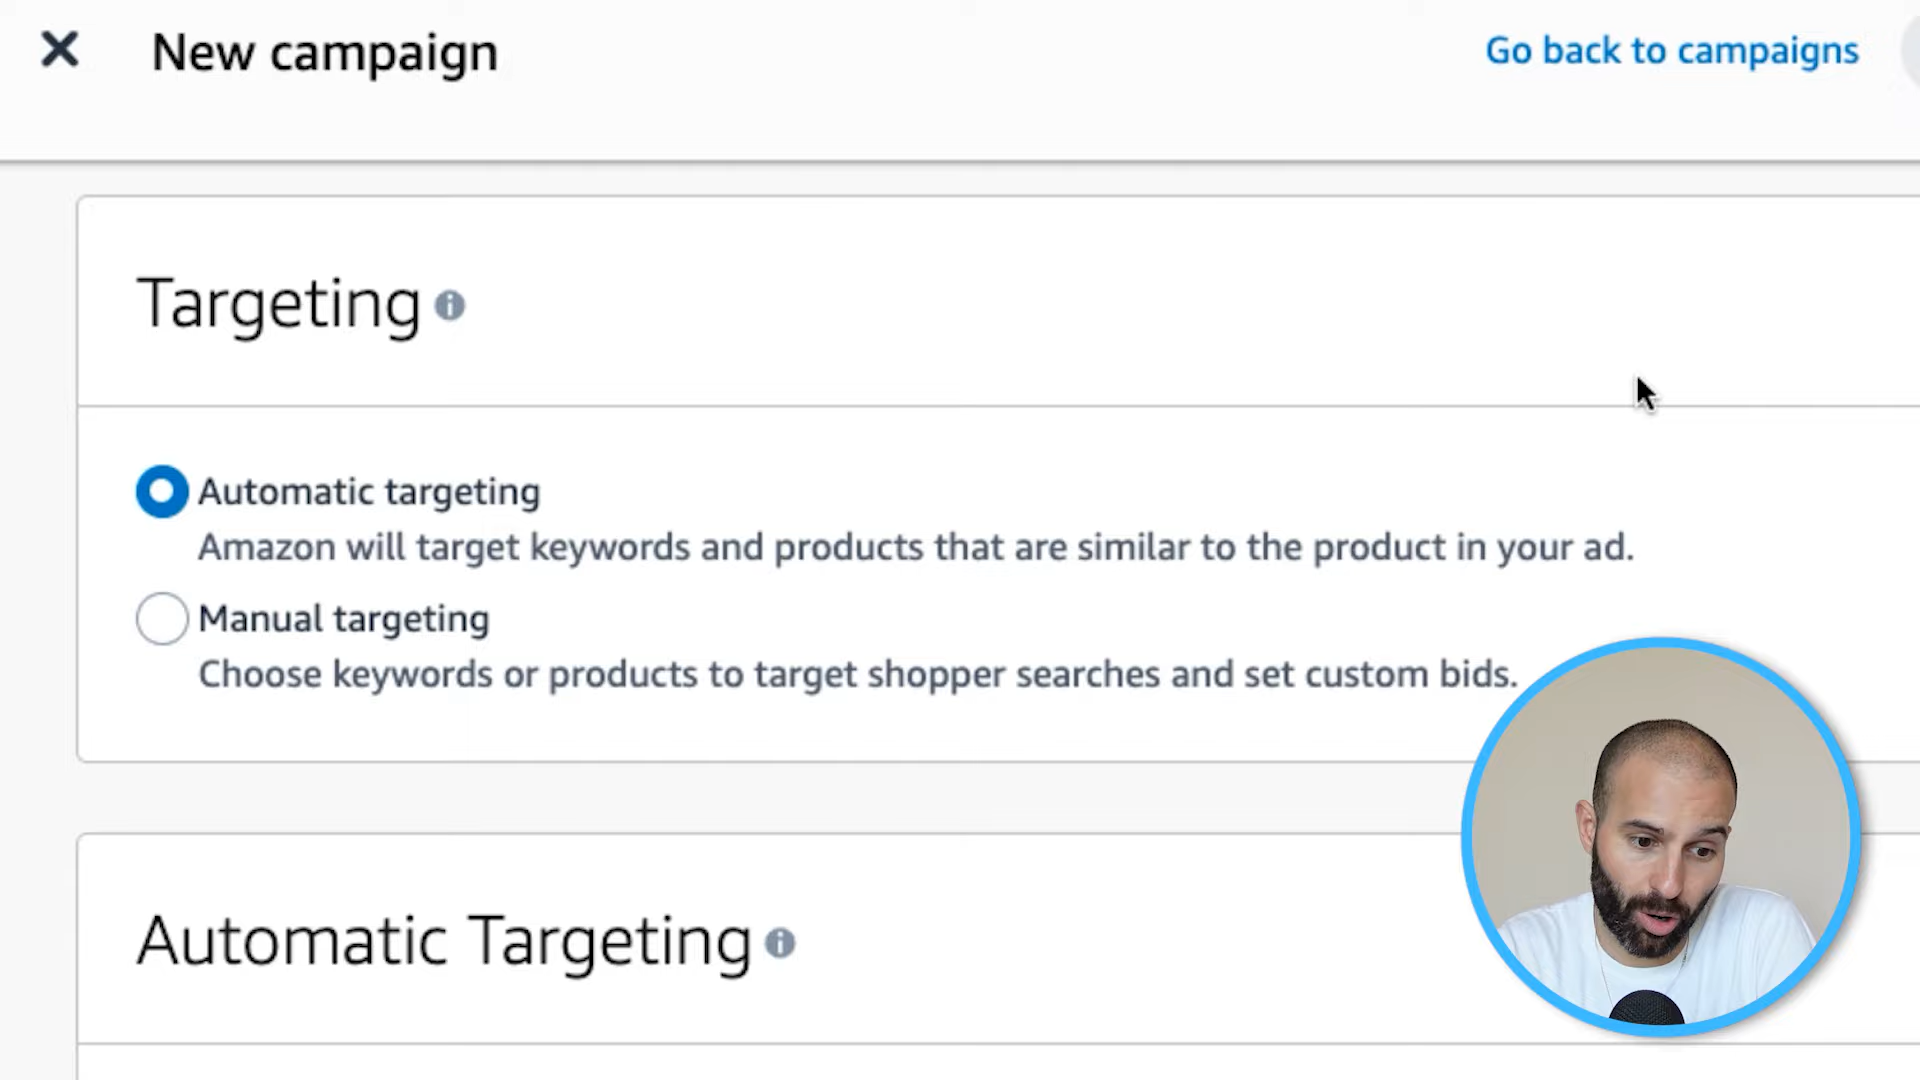 New campaign
Go back to campaigns
Targeting
Automatic targeting
Amazon will target keywords and products that are similar to the product in your ad.
Manual targeting
Choose keywords or products to target shopper searches and set custom bids.
Automatic Targeting